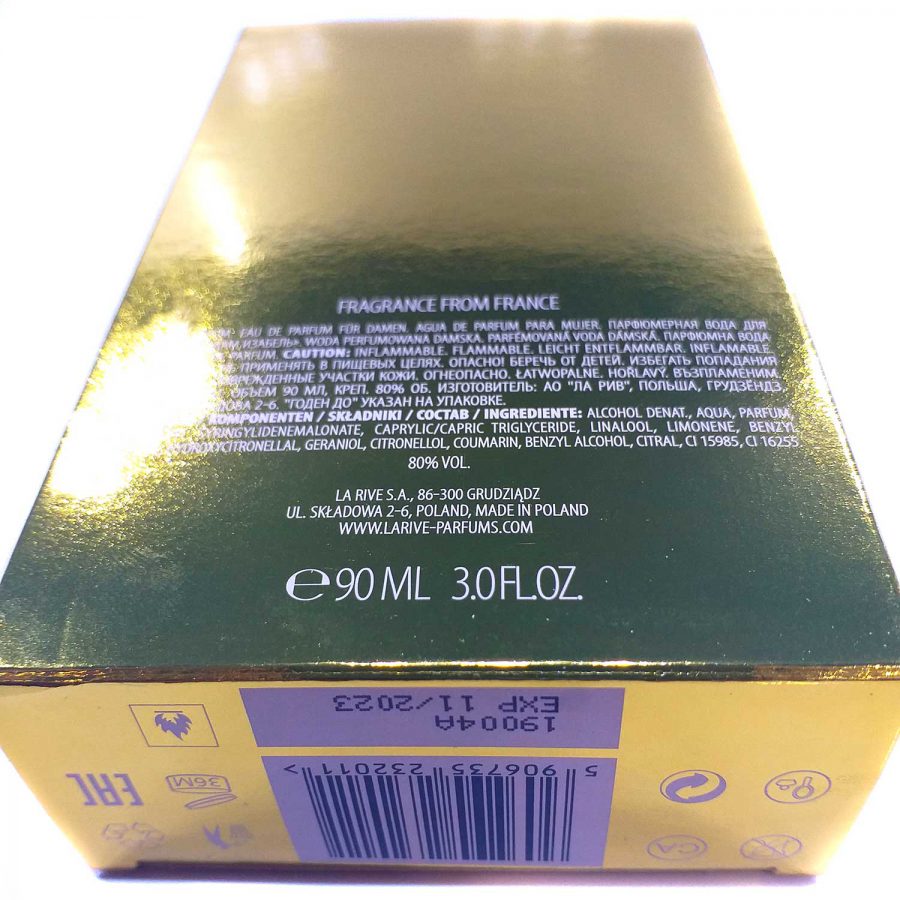 FRAGRANCE FROM FRANCE
EAU DE PARFUM FÜR DAMEN. AGUA DE PARFUM PARA MUJER. ПАРФЮМЕРНАЯ ВОДА ДЛЯ
"ИЗАБЕЛЬ". WODA PERFUMOWANA DAMSKA. PARFÉMOVANÁ VODA DÁMSKÁ. ПАРФЮМНА ВОДА
PARFUM. CAUTION: INFLAMMABLE. FLAMMABLE. LEICHT ENTFLAMMBAR. INFLAMABLE.
ПРИМЕНЯТЬ В ПИЩЕВЫХ ЦЕЛЯХ. ОПАСНО! БЕРЕЧЬ ОТ ДЕТЕЙ. ИЗБЕГАТЬ ПОПАДАНИЯ
УЧАСТКИ КОЖИ. ОГНЕОПАСНО. ŁATWOPALNE. HOŘLAVÝ. ВЪЗПЛАМЕНИМ.
ОБЪЕМ 90 МЛ, КРЕП. 80% ОБ. ИЗГОТОВИТЕЛЬ: АО "ЛА РИВ", ПОЛЬША, ГРУДЗЁНДЗ,
2-6. "ГОДЕН ДО" УКАЗАН НА УПАКОВКЕ.
KOMPONENTEN / SKŁADNIKI / СОСТАВ / INGREDIENTE: ALCOHOL DENAT., AQUA, PARFUM,
CAPRYLIC/CAPRIC TRIGLYCERIDE, LINALOOL, LIMONENE, BENZYL
GERANIOL, CITRONELLOL, COUMARIN, BENZYL ALCOHOL, CITRAL, CI 15985, CI 16255
80% VOL.
LA RIVE S.A., 86-300 GRUDZIĄDZ
UL. SKŁADOWA 2-6, POLAND, MADE IN POLAND
WWW.LARIVE-PARFUMS.COM
℮ 90 ML 3.0 FL.OZ.
19004A
EXP 11/2023
5 906735 232011 >
36M
EAC
CA